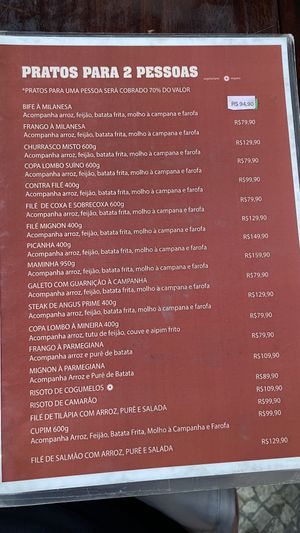 PRATOS PARA 2 PESSOAS vegetariano vegano
*PRATOS PARA UMA PESSOA SERÁ COBRADO 70% DO VALOR
BIFE À MILANESA R$ 94,90
Acompanha arroz, feijão, batata frita, molho à campana e farofa
FRANGO À MILANESA R$79,90
Acompanha arroz, feijão, batata frita, molho à campana e farofa
CHURRASCO MISTO 600g R$129,90
Acompanha arroz, feijão, batata frita, molho à campana e farofa
COPA LOMBO SUÍNO 600g R$79,90
Acompanha arroz, feijão, batata frita, molho à campana e farofa
CONTRA FILÉ 400g R$99,90
Acompanha arroz, feijão, batata frita, molho à campana e farofa
FILÉ DE COXA E SOBRECOXA 600g R$79,90
Acompanha arroz, feijão, batata frita, molho à campana e farofa
FILÉ MIGNON 400g R$129,90
Acompanha arroz, feijão, batata frita, molho à campana e farofa
PICANHA 400g R$149,90
Acompanha arroz, feijão, batata frita, molho à campana e farofa
MAMINHA 950g R$159,90
Acompanha arroz, feijão, batata frita, molho à campana e farofa
GALETO COM GUARNIÇÃO À CAMPANHA R$79,90
Acompanha arroz, feijão, batata frita, molho à campana e farofa
STEAK DE ANGUS PRIME 400g R$129,90
Acompanha arroz, feijão, batata frita, molho à campana e farofa
COPA LOMBO À MINEIRA 400g
Acompanha arroz, tutu de feijão, couve e aipim frito
FRANGO À PARMEGIANA R$79,90
Acompanha arroz e purê de batata
MIGNON À PARMEGIANA R$109,90
Acompanha Arroz e Purê de Batata
RISOTO DE COGUMELOS R$89,90
RISOTO DE CAMARÃO R$109,90
FILÉ DE TILÁPIA COM ARROZ, PURÊ E SALADA R$99,90
CUPIM 600g R$99,90
Acompanha Arroz, Feijão, Batata Frita, Molho à Campanha e Farofa
FILÉ DE SALMÃO COM ARROZ, PURÊ E SALADA R$129,90